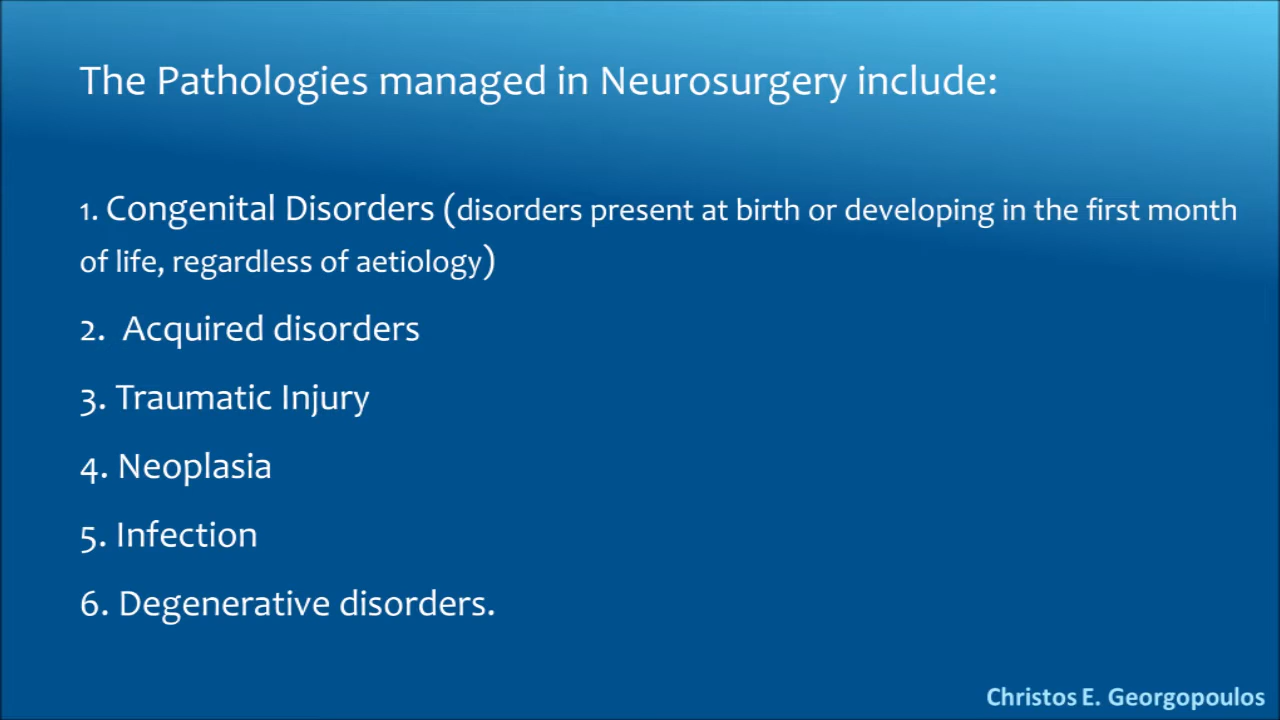 The Pathologies managed in Neurosurgery include:
1. Congenital Disorders (disorders present at birth or developing in the first month
of life, regardless of aetiology)
2. Acquired disorders
3. Traumatic Injury
4. Neoplasia
5. Infection
6. Degenerative disorders.
Christos E. Georgopoulos